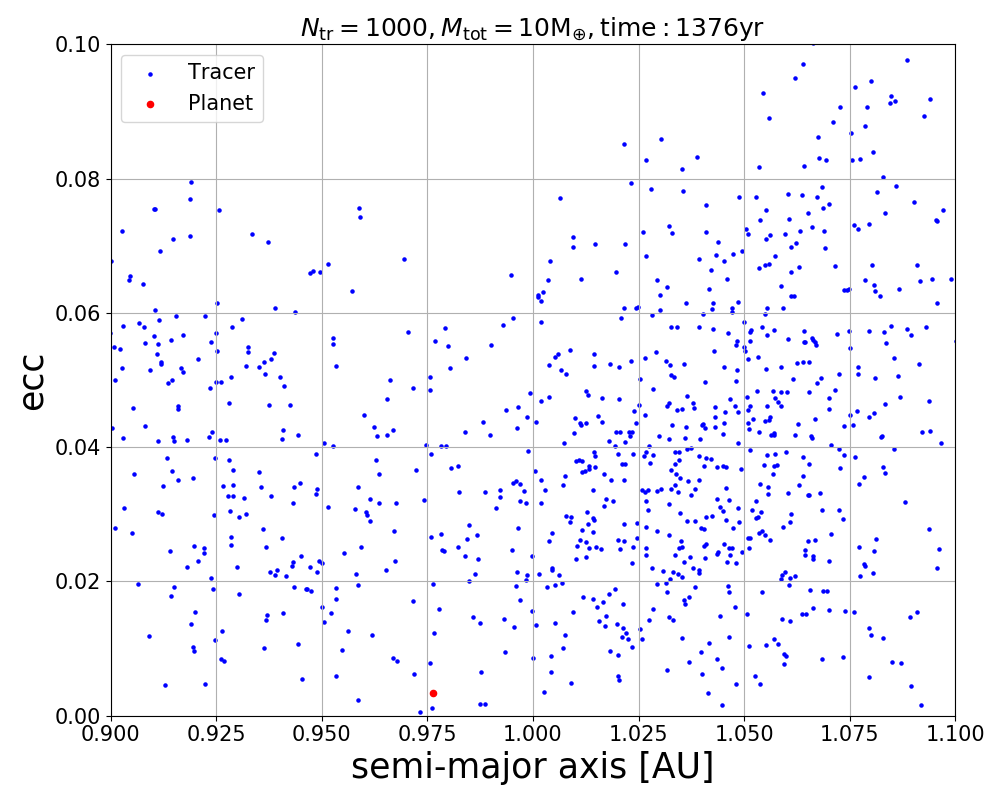 N_tr = 1000, M_tot = 10M_⊕, time : 1376yr
Tracer
Planet
0.10
0.08
0.06
0.04
0.02
0.00
ecc
0.900 0.925 0.950 0.975 1.000 1.025 1.050 1.075 1.100
semi-major axis [AU]